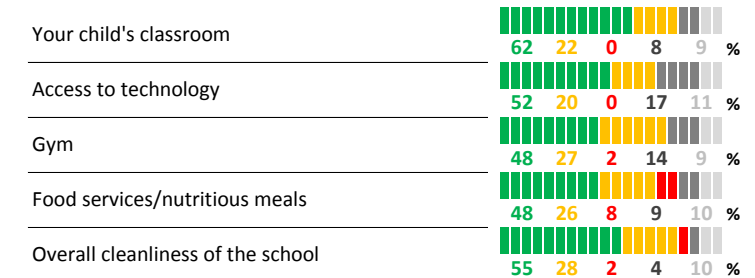 Your child's classroom
62 22 0 8 9 %
Access to technology
52 20 0 17 11 %
Gym
48 27 2 14 9 %
Food services/nutritious meals
48 26 8 9 10 %
Overall cleanliness of the school
55 28 2 4 10 %